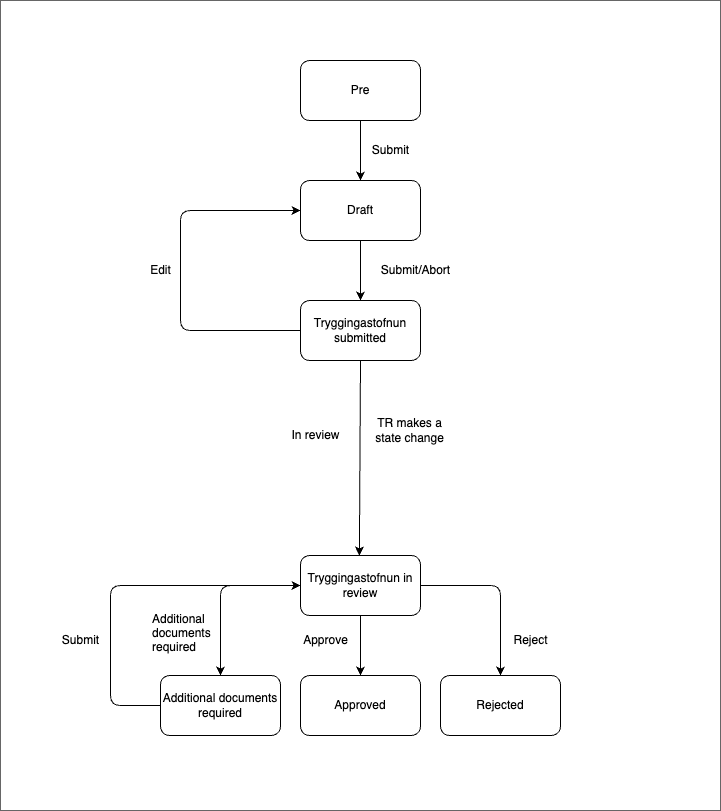 Pre
Submit
Draft
Edit
Submit/Abort
Tryggingastofnun
submitted
In review
TR makes a
state change
Tryggingastofnun in
review
Submit
Additional
documents
required
Approve
Reject
Additional documents
required
Approved
Rejected